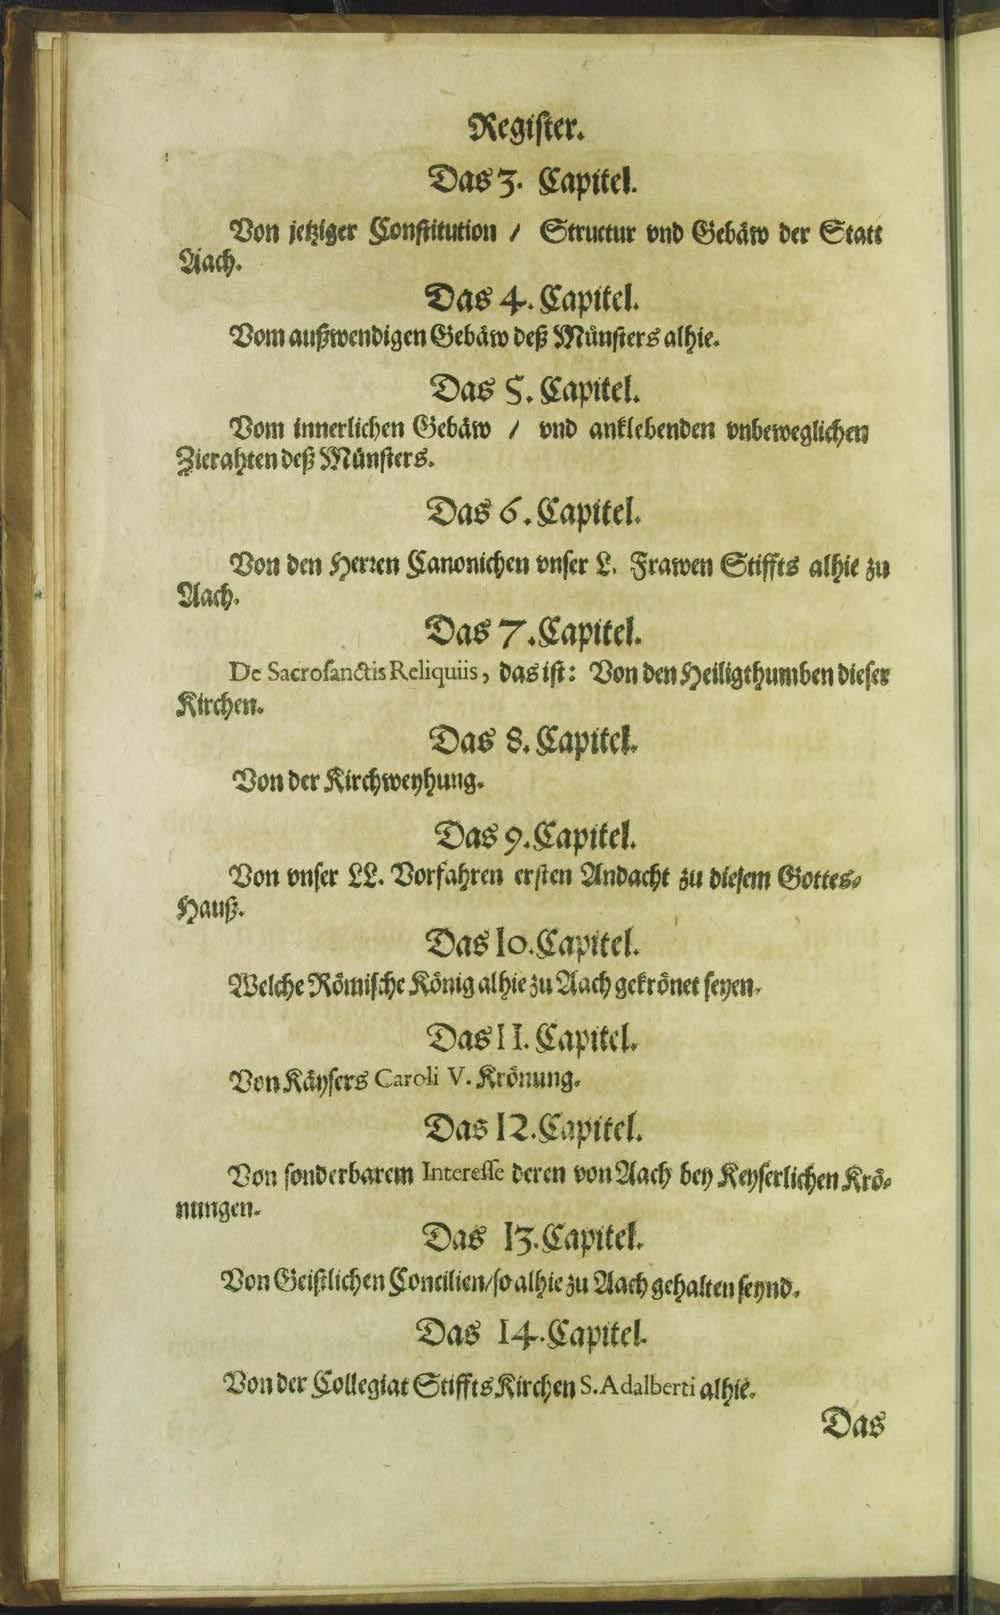 Register.
Das 3. Capitel.
Von jetziger Constitution / Structur vnd Gebäw der Statt
Aach.
Das 4. Capitel.
Vom außwendigen Gebäw deß Münsters alhie.
Das 5. Capitel.
Vom innerlichen Gebäw / vnd anklebenden vnbeweglichen
Zierahten deß Münsters.
Das 6. Capitel.
Von den Herren Canonichen vnser L. Frawen Stiffts alhie zu
Aach.
Das 7. Capitel.
De Sacrosanctis Reliquiis, das ist: Von den Heiligthumben dieser
Kirchen.
Das 8. Capitel.
Von der Kirchweyhung.
Das 9. Capitel.
Von vnser LL. Vorfahren ersten Andacht zu diesem Gottes-
Hauß.
Das 10. Capitel.
Welche Römische König alhie zu Aach gekrönet seyen.
Das 11. Capitel.
Von Käysers Caroli V. Krönung.
Das 12. Capitel.
Von sonderbarem Interesse deren von Aach bey Keyserlichen Krö-
nungen.
Das 13. Capitel.
Von Geistlichen Concilien / so alhie zu Aach gehalten seynd.
Das 14. Capitel.
Von der Collegiat Stiffts Kirchen S. Adalberti alhie.
Das